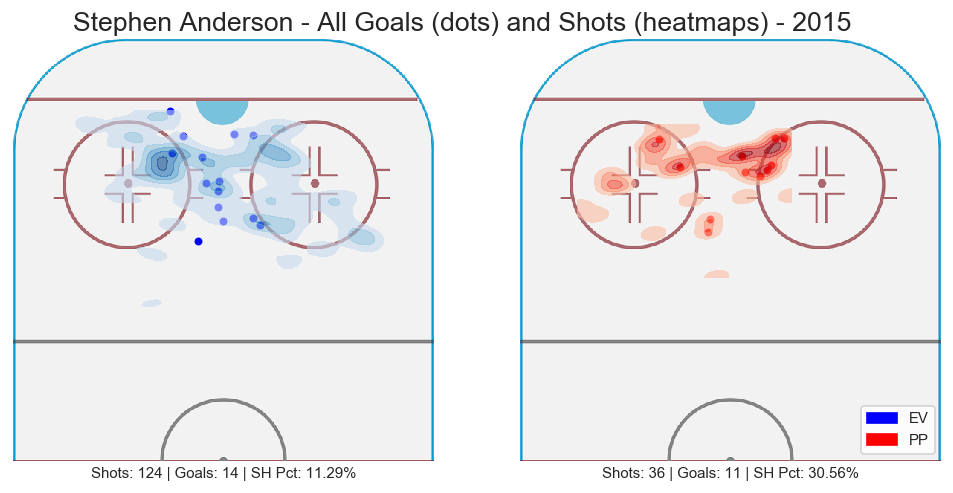 Stephen Anderson - All Goals (dots) and Shots (heatmaps) - 2015
EV
PP
Shots: 124 | Goals: 14 | SH Pct: 11.29%
Shots: 36 | Goals: 11 | SH Pct: 30.56%